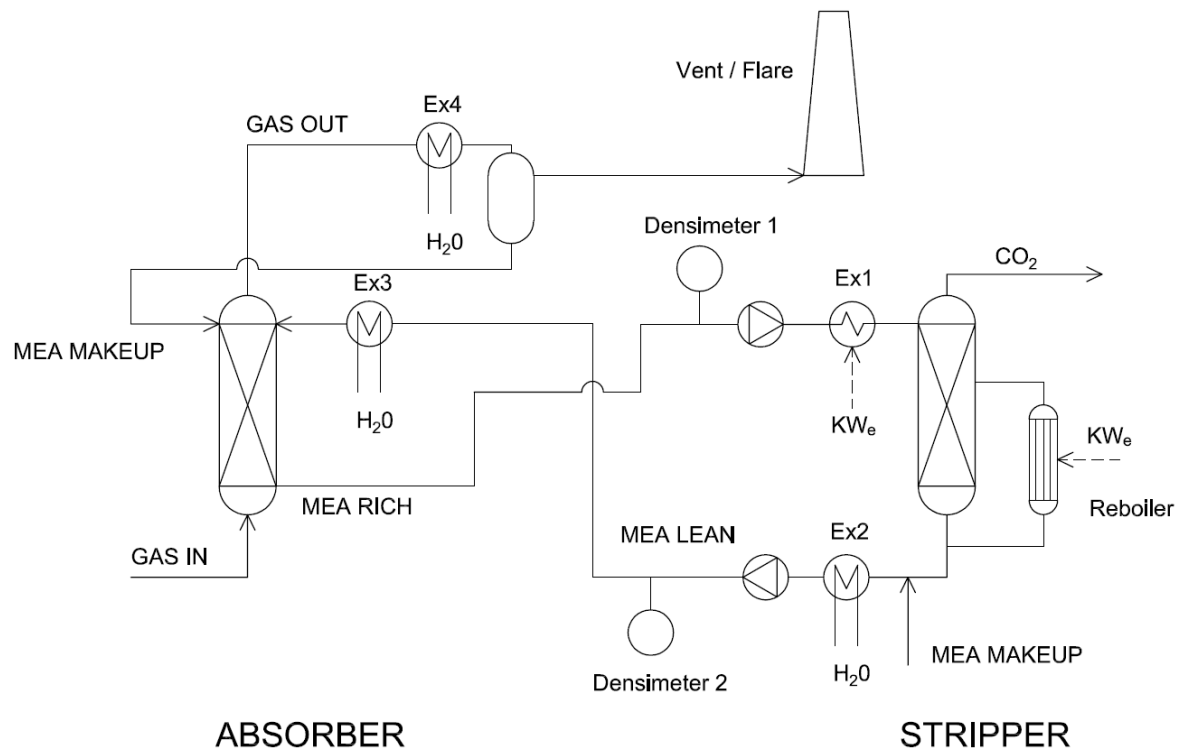 Vent / Flare
Ex4
GAS OUT
H₂0
Densimeter 1
CO₂
Ex3
Ex1
MEA MAKEUP
H₂0
KWₑ
KWₑ
MEA RICH
Reboiler
MEA LEAN
Ex2
GAS IN
Densimeter 2
H₂0
MEA MAKEUP
ABSORBER
STRIPPER